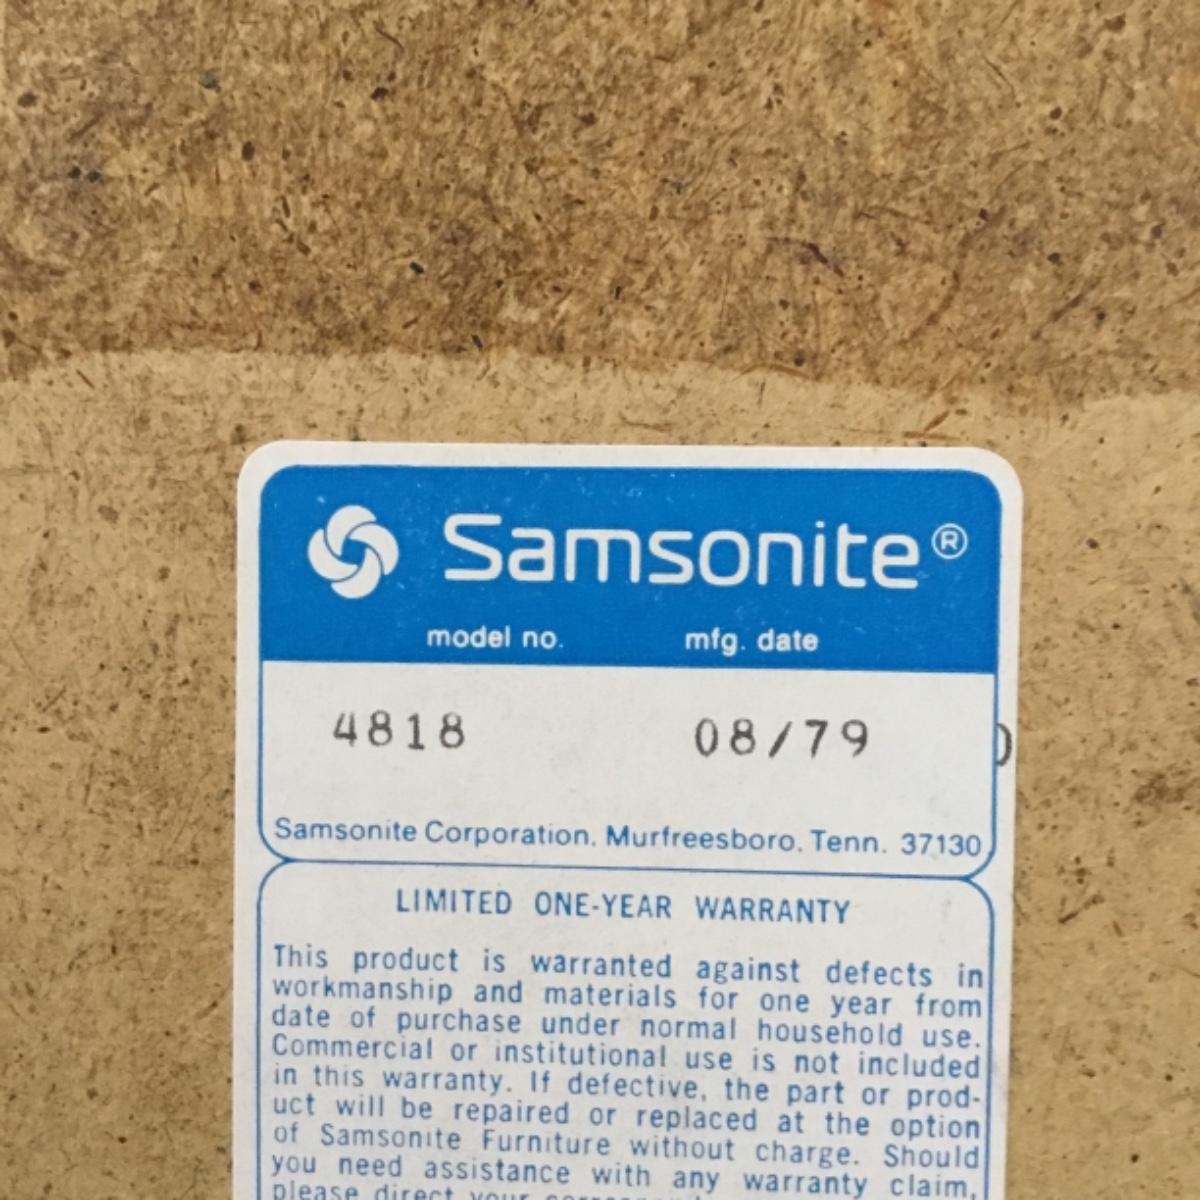 Samsonite®
model no. mfg. date
4818 08/79
Samsonite Corporation. Murfreesboro. Tenn. 37130
LIMITED ONE-YEAR WARRANTY
This product is warranted against defects in
workmanship and materials for one year from
date of purchase under normal household use.
Commercial or institutional use is not included
in this warranty. If defective, the part or prod-
uct will be repaired or replaced at the option
of Samsonite Furniture without charge. Should
you need assistance with any warranty claim,
please direct your